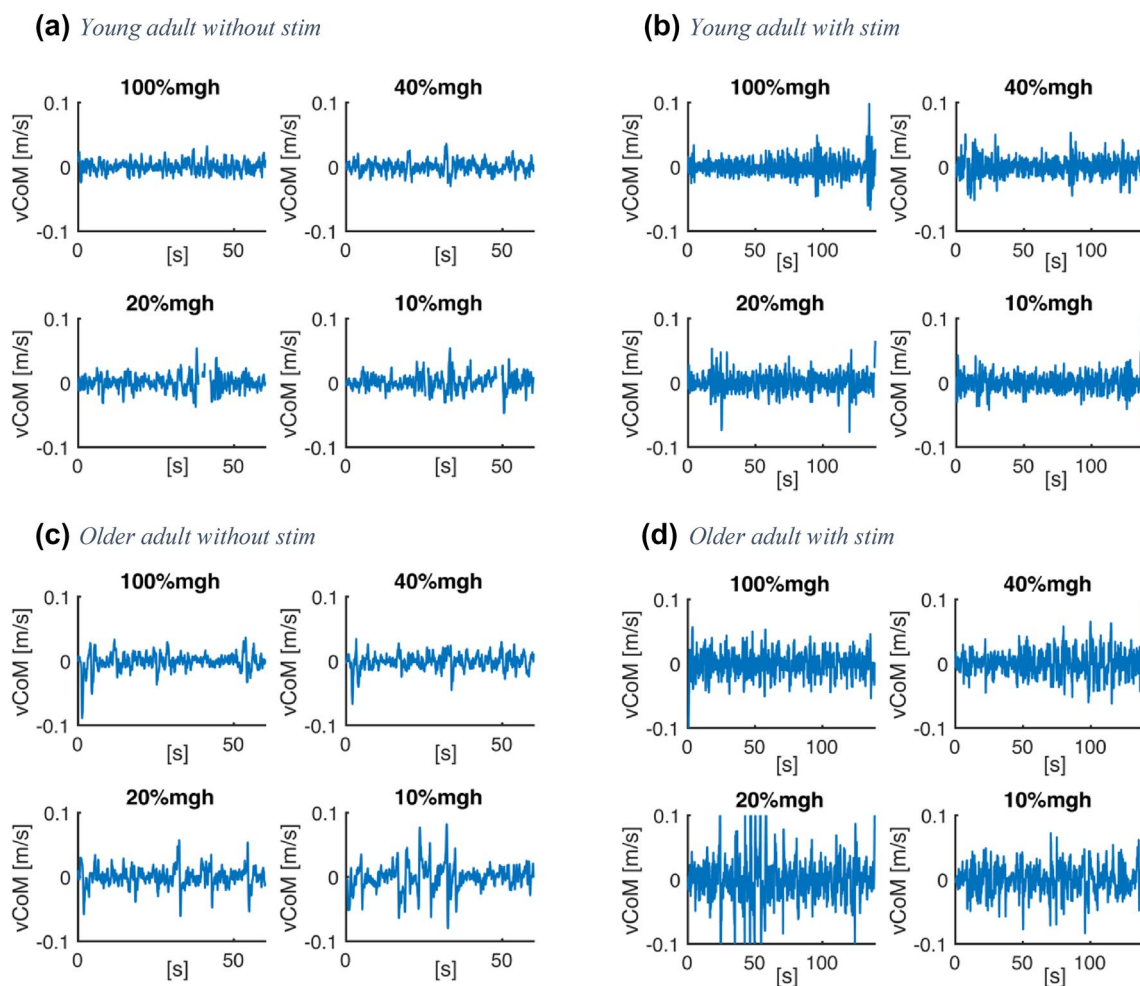 (a) Young adult without stim
100%mgh
0.1
0
-0.1
vCoM [m/s]
0
50
[s]
40%mgh
0.1
0
-0.1
vCoM [m/s]
0
50
[s]
20%mgh
0.1
0
-0.1
vCoM [m/s]
0
50
[s]
10%mgh
0.1
0
-0.1
vCoM [m/s]
0
50
[s]
(b) Young adult with stim
100%mgh
0.1
0
-0.1
vCoM [m/s]
0
50
100
[s]
40%mgh
0.1
0
-0.1
vCoM [m/s]
0
50
100
[s]
20%mgh
0.1
0
-0.1
vCoM [m/s]
0
50
100
[s]
10%mgh
0.1
0
-0.1
vCoM [m/s]
0
50
100
[s]
(c) Older adult without stim
100%mgh
0.1
0
-0.1
vCoM [m/s]
0
50
[s]
40%mgh
0.1
0
-0.1
vCoM [m/s]
0
50
[s]
20%mgh
0.1
0
-0.1
vCoM [m/s]
0
50
[s]
10%mgh
0.1
0
-0.1
vCoM [m/s]
0
50
[s]
(d) Older adult with stim
100%mgh
0.1
0
-0.1
vCoM [m/s]
0
50
100
[s]
40%mgh
0.1
0
-0.1
vCoM [m/s]
0
50
100
[s]
20%mgh
0.1
0
-0.1
vCoM [m/s]
0
50
100
[s]
10%mgh
0.1
0
-0.1
vCoM [m/s]
0
50
100
[s]